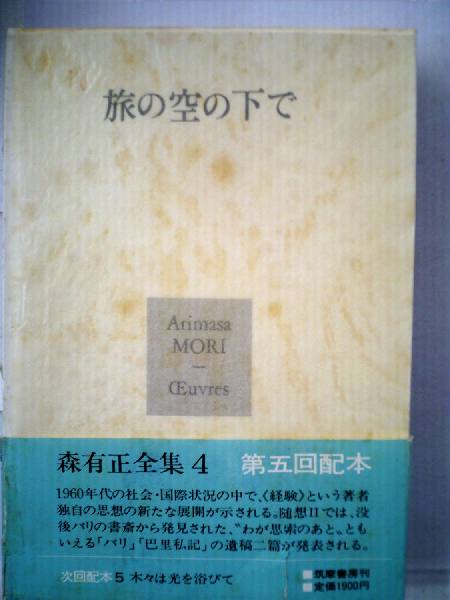 旅の空の下で
Arimasa
MORI
—
Œuvres
森有正全集4 第五回配本
1960年代の社会・国際状況の中で、《経験》という著者
独自の思想の新たな展開が示される。随想Ⅱでは、没
後パリの書斎から発見された、〝わが思索のあと〟とも
いえる「パリ」「巴里私記」の遺稿二篇が発表される。
次回配本5 木々は光を浴びて
■筑摩書房刊
■定価1900円